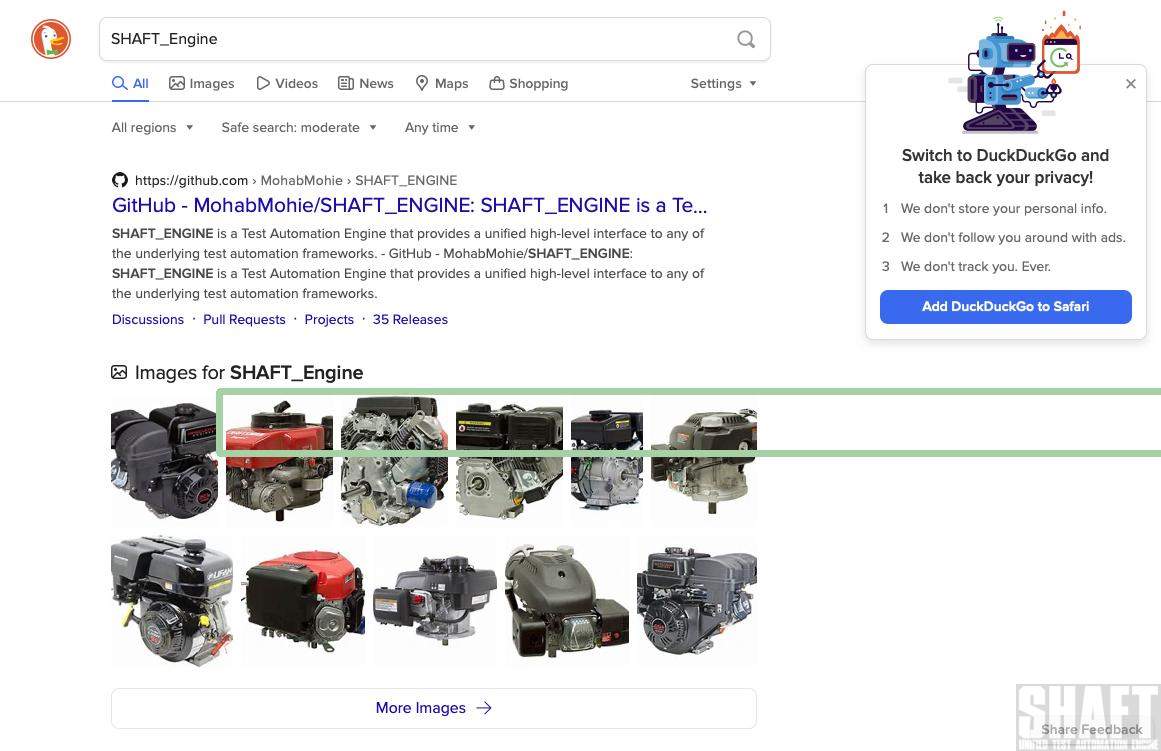 SHAFT_Engine
All
Images
Videos
News
Maps
Shopping
Settings
All regions
Safe search: moderate
Any time
https://github.com › MohabMohie › SHAFT_ENGINE
GitHub - MohabMohie/SHAFT_ENGINE: SHAFT_ENGINE is a Te...
SHAFT_ENGINE is a Test Automation Engine that provides a unified high-level interface to any of
the underlying test automation frameworks. - GitHub - MohabMohie/SHAFT_ENGINE:
SHAFT_ENGINE is a Test Automation Engine that provides a unified high-level interface to any of
the underlying test automation frameworks.
Discussions · Pull Requests · Projects · 35 Releases
Switch to DuckDuckGo and
take back your privacy!
1 We don't store your personal info.
2 We don't follow you around with ads.
3 We don't track you. Ever.
Add DuckDuckGo to Safari
Images for SHAFT_Engine
LIFAN
More Images
SHAFT
Share Feedback